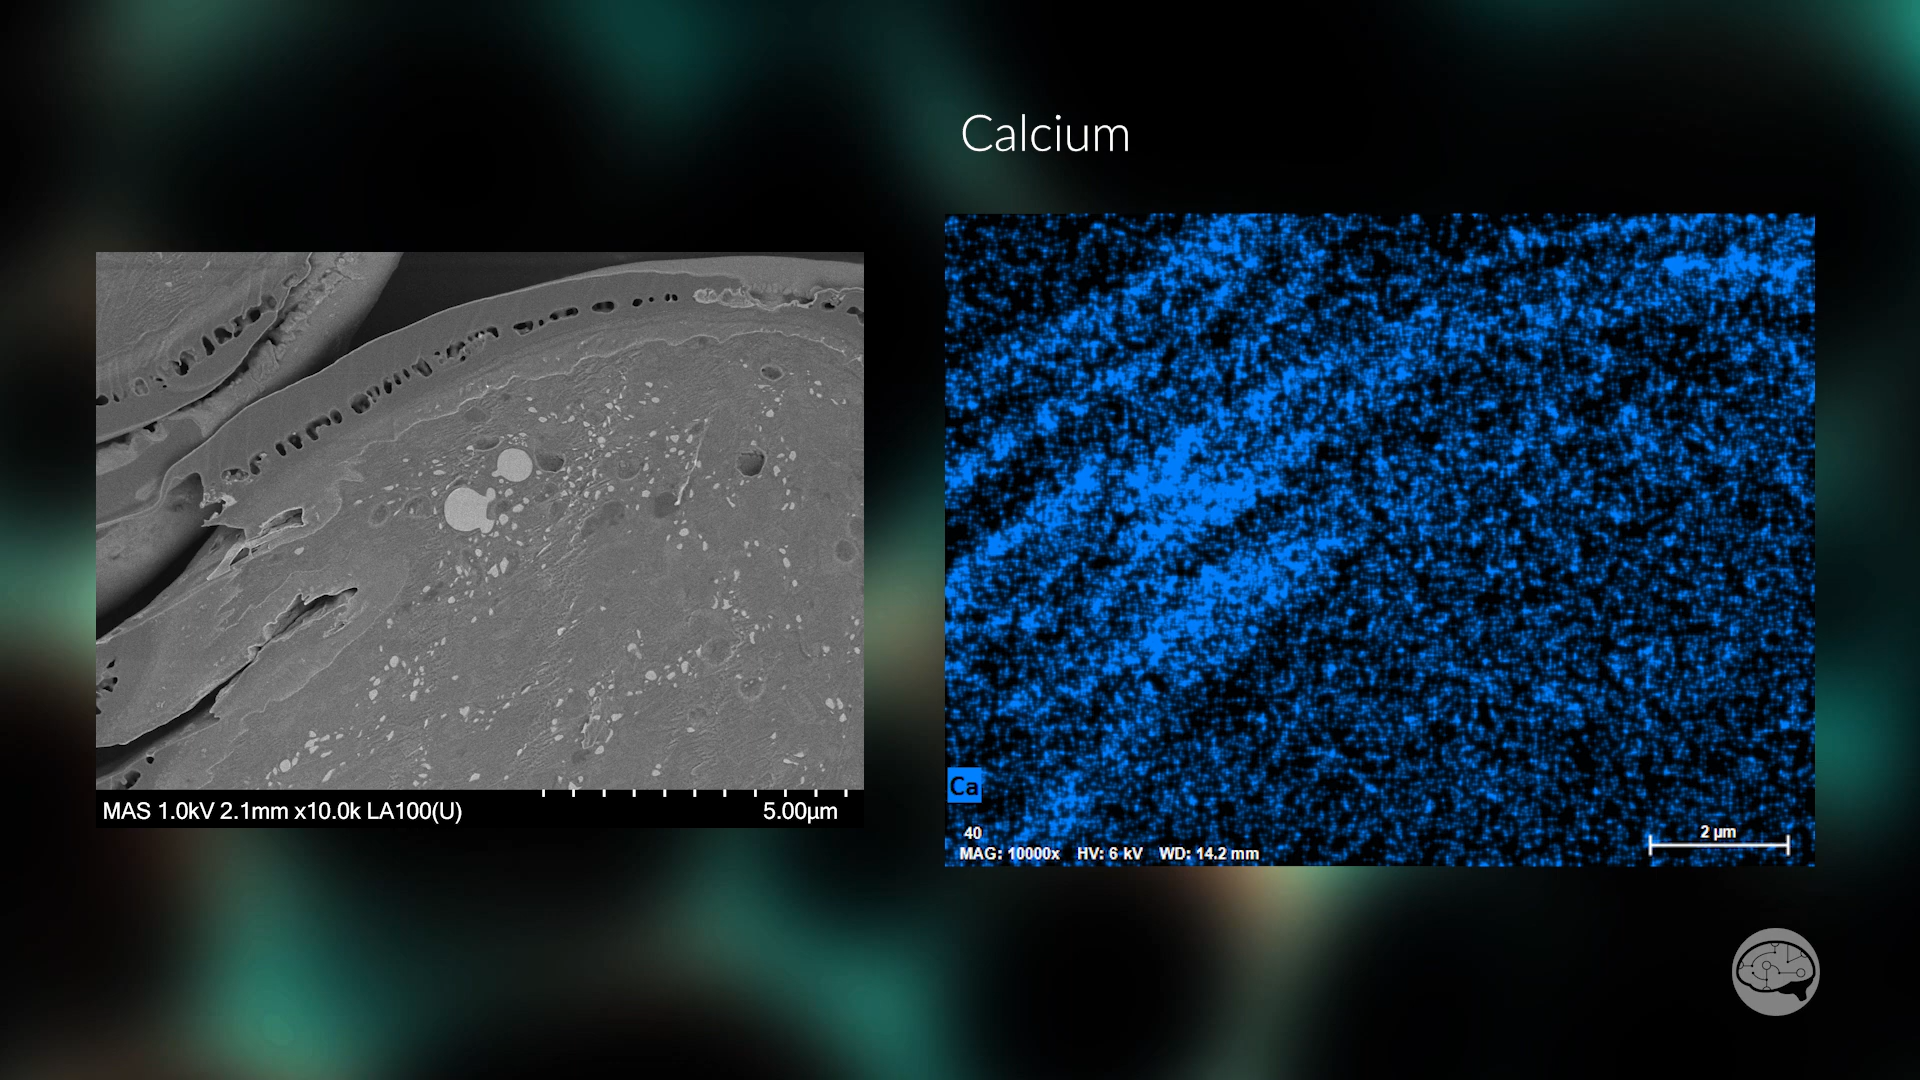 Calcium
MAS 1.0kV 2.1mm x10.0k LA100(U) 5.00µm
Ca
40
2 µm
MAG: 10000x HV: 6 kV WD: 14.2 mm